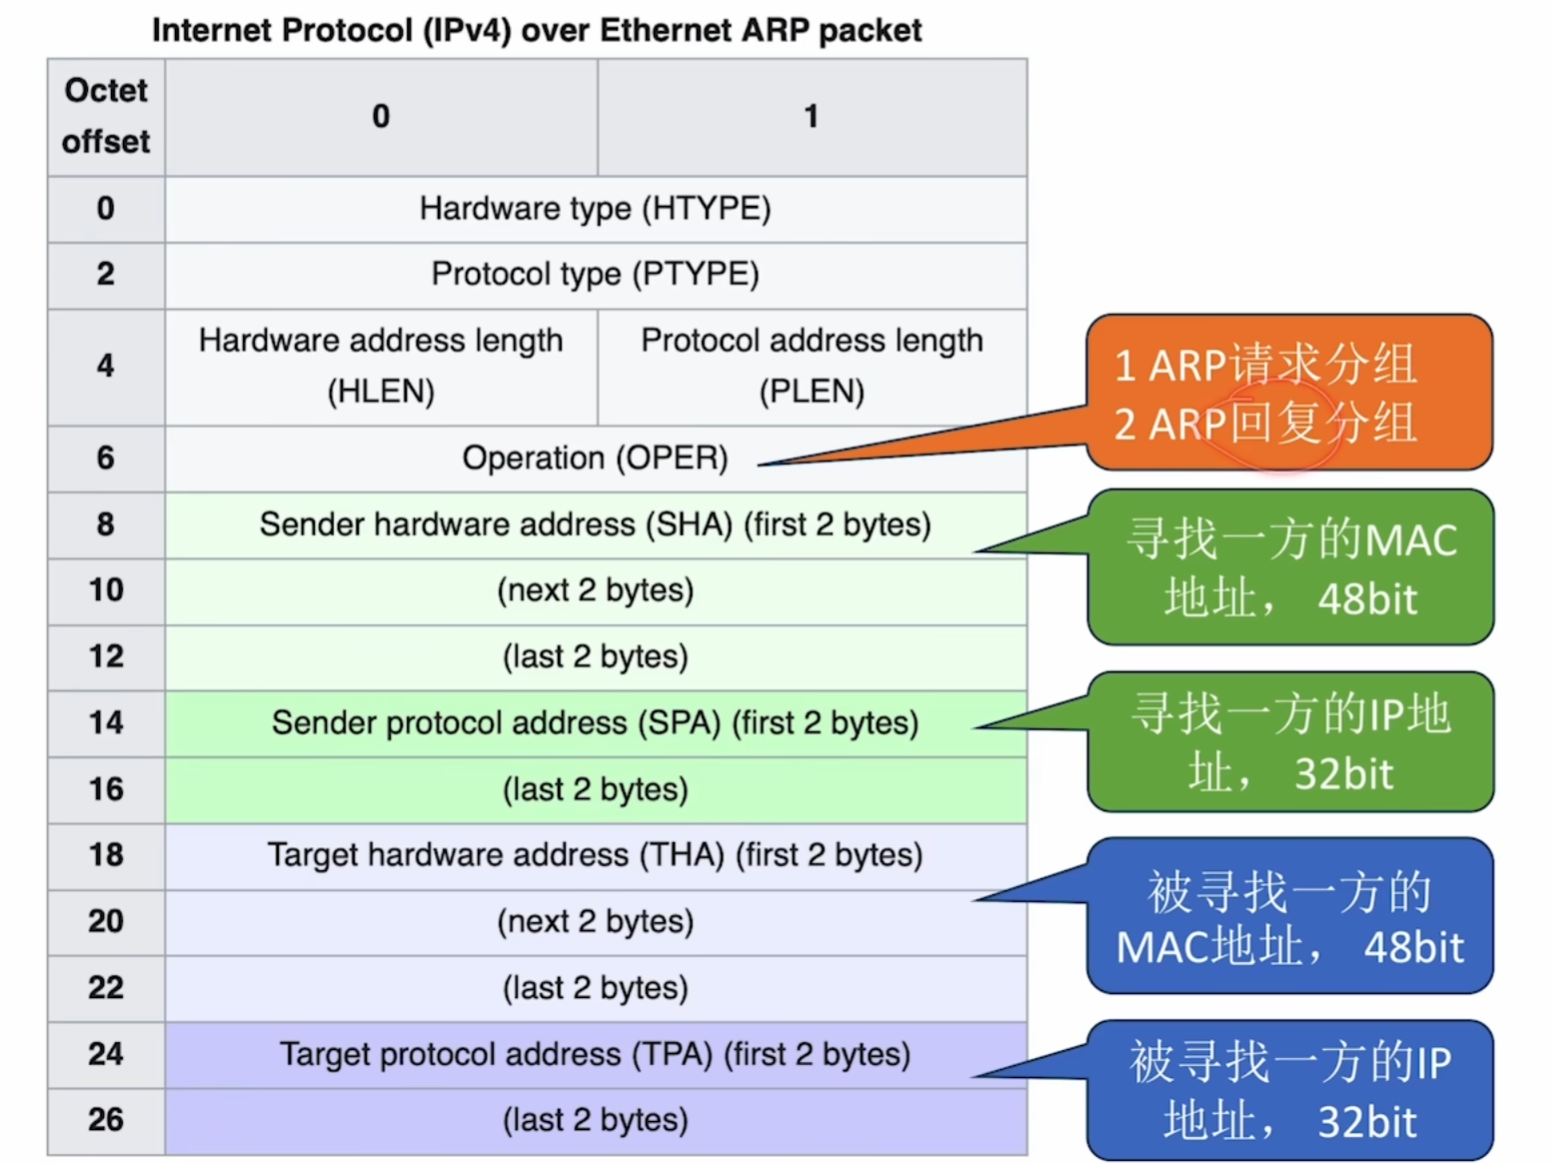 Internet Protocol (IPv4) over Ethernet ARP packet
Octet
offset
0
1
0
Hardware type (HTYPE)
2
Protocol type (PTYPE)
4
Hardware address length
(HLEN)
Protocol address length
(PLEN)
6
Operation (OPER)
1 ARP请求分组
2 ARP回复分组
8
Sender hardware address (SHA) (first 2 bytes)
寻找一方的MAC
地址， 48bit
10
(next 2 bytes)
12
(last 2 bytes)
14
Sender protocol address (SPA) (first 2 bytes)
寻找一方的IP地
址， 32bit
16
(last 2 bytes)
18
Target hardware address (THA) (first 2 bytes)
被寻找一方的
MAC地址， 48bit
20
(next 2 bytes)
22
(last 2 bytes)
24
Target protocol address (TPA) (first 2 bytes)
被寻找一方的IP
地址， 32bit
26
(last 2 bytes)